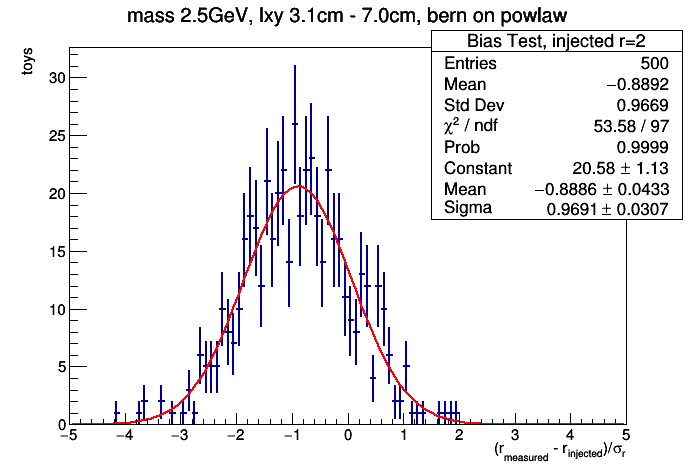 mass 2.5GeV, lxy 3.1cm - 7.0cm, bern on powlaw
toys
Bias Test, injected r=2
Entries 500
Mean −0.8892
Std Dev 0.9669
χ² / ndf 53.58 / 97
Prob 0.9999
Constant 20.58 ± 1.13
Mean −0.8886 ± 0.0433
Sigma 0.9691 ± 0.0307
30
25
20
15
10
5
0
−5 −4 −3 −2 −1 0 1 2 3 4 5
(r_measured - r_injected)/σ_r